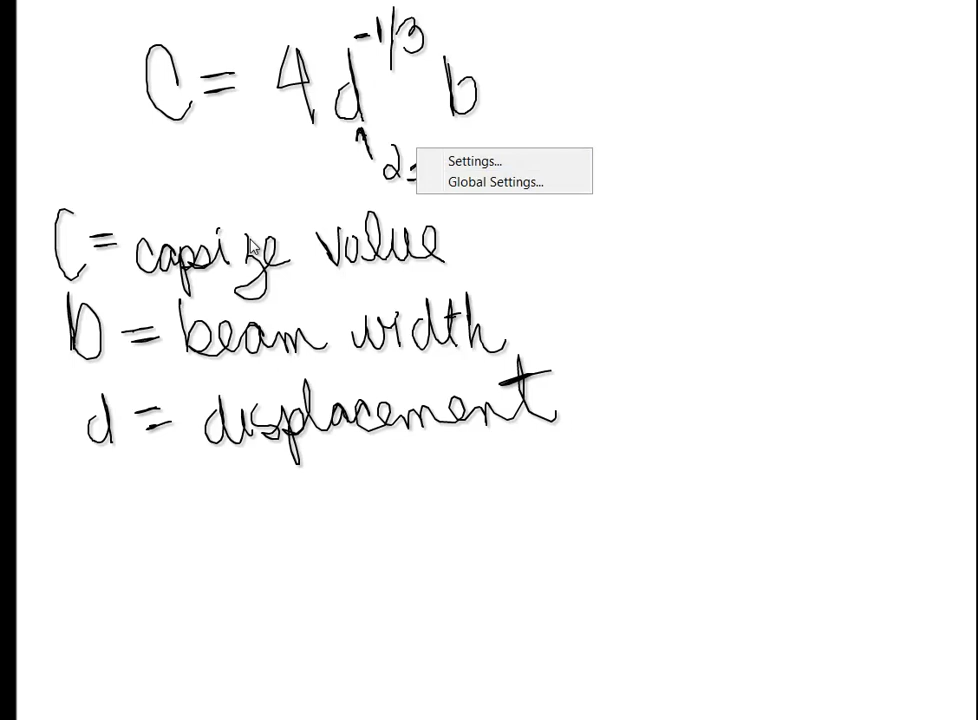 C = 4 d^-1/3 b
Settings...
Global Settings...
C = capsize value
b = beam width
d = displacement